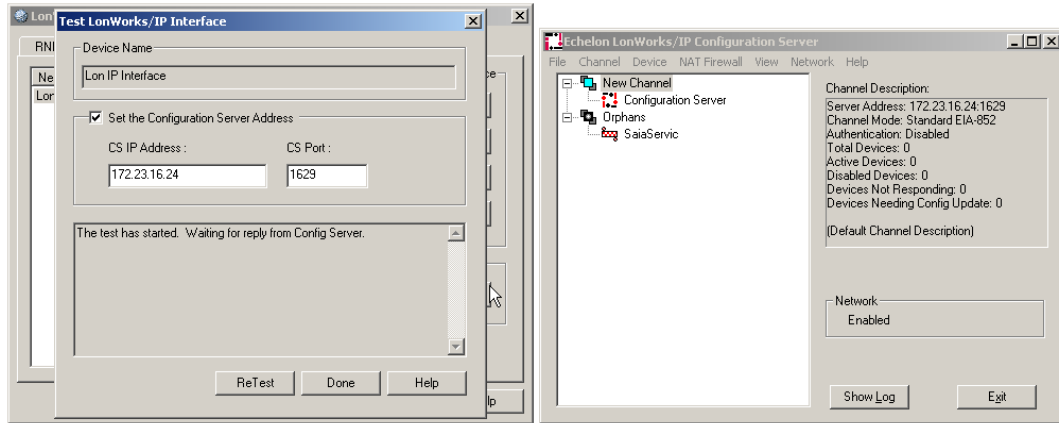 Lon
Test LonWorks/IP Interface
RNI
Ne
Lor
ce
Device Name
Lon IP Interface
Set the Configuration Server Address
CS IP Address :
CS Port :
172.23.16.24
1629
The test has started. Waiting for reply from Config Server.
ReTest
Done
Help
lp
Echelon LonWorks/IP Configuration Server
File Channel Device NAT Firewall View Network Help
New Channel
Configuration Server
Orphans
SaiaServic
Channel Description:
Server Address: 172.23.16.24:1629
Channel Mode: Standard EIA-852
Authentication: Disabled
Total Devices: 0
Active Devices: 0
Disabled Devices: 0
Devices Not Responding: 0
Devices Needing Config Update: 0
(Default Channel Description)
Network
Enabled
Show Log
Exit